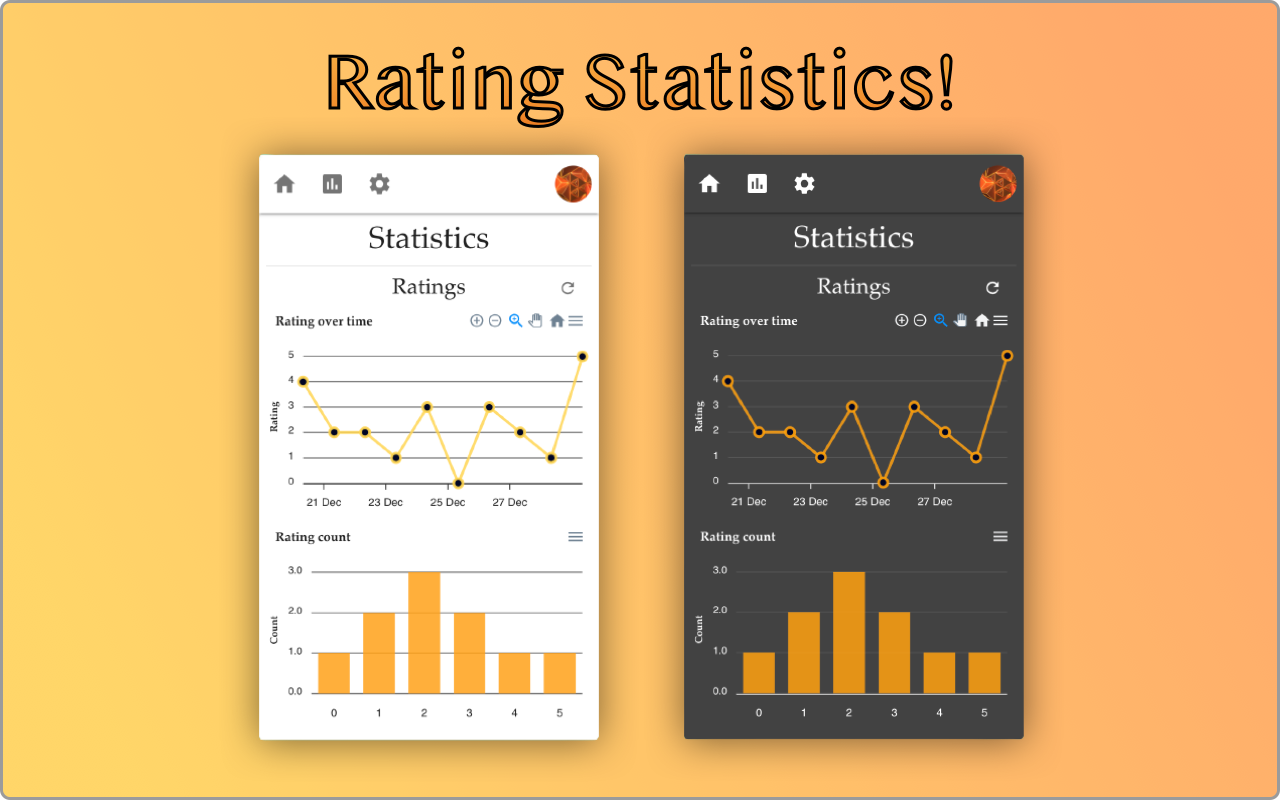 Rating Statistics!
Statistics
Ratings
Rating over time
5
4
3
2
1
0
Rating
21 Dec 23 Dec 25 Dec 27 Dec
Rating count
3.0
2.0
1.0
0.0
Count
0 1 2 3 4 5
Statistics
Ratings
Rating over time
5
4
3
2
1
0
Rating
21 Dec 23 Dec 25 Dec 27 Dec
Rating count
3.0
2.0
1.0
0.0
Count
0 1 2 3 4 5